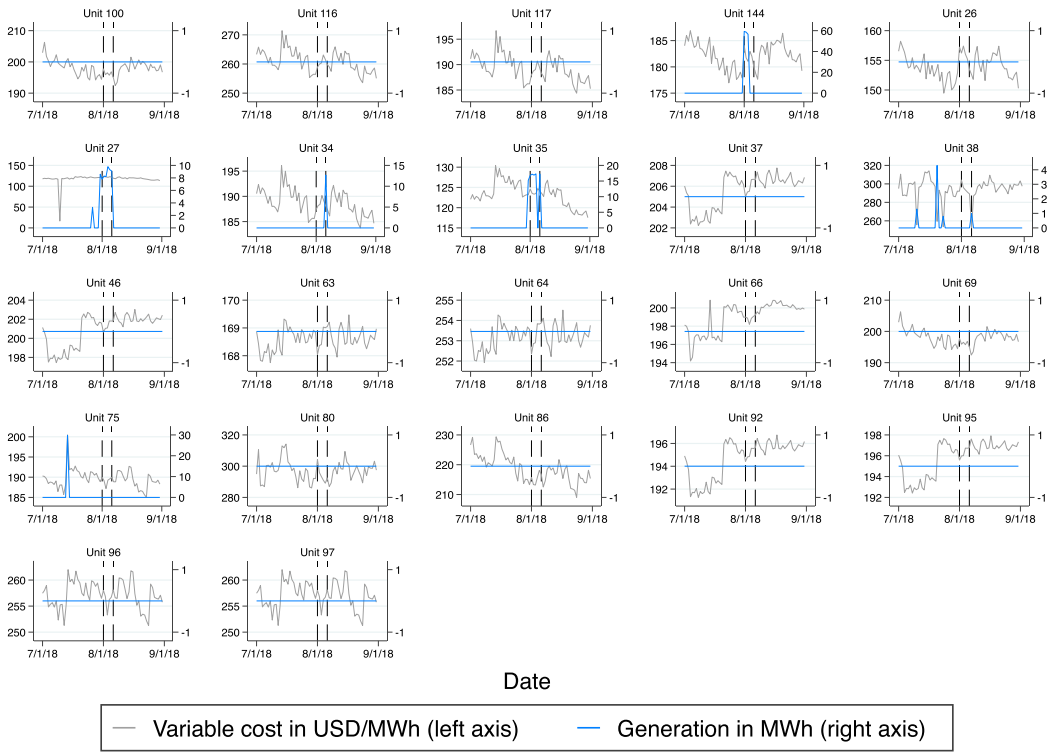 Unit 100 Unit 116 Unit 117 Unit 144 Unit 26
210 1 270 1 195 1 185 60 160 1
200 260 190 180 40 155
20
190 -1 250 -1 185 -1 175 0 150 -1
7/1/18 8/1/18 9/1/18 7/1/18 8/1/18 9/1/18 7/1/18 8/1/18 9/1/18 7/1/18 8/1/18 9/1/18 7/1/18 8/1/18 9/1/18
Unit 27 Unit 34 Unit 35 Unit 37 Unit 38
150 10 195 15 130 20 208 1 320 4
100 8 190 10 125 15 206 300 3
6 10 280 2
50 4 185 5 120 5 204 260 1
2
0 0 0 115 0 202 -1 0
7/1/18 8/1/18 9/1/18 7/1/18 8/1/18 9/1/18 7/1/18 8/1/18 9/1/18 7/1/18 8/1/18 9/1/18 7/1/18 8/1/18 9/1/18
Unit 46 Unit 63 Unit 64 Unit 66 Unit 69
204 1 170 1 255 1 200 1 210 1
202 169 254 198 200
200 168 253 196
198 -1 -1 252 -1 194 -1 190 -1
7/1/18 8/1/18 9/1/18 7/1/18 8/1/18 9/1/18 7/1/18 8/1/18 9/1/18 7/1/18 8/1/18 9/1/18 7/1/18 8/1/18 9/1/18
Unit 75 Unit 80 Unit 86 Unit 92 Unit 95
200 30 320 1 230 1 196 1 198 1
195 20 300 220 194 196
190 10 194
185 0 280 -1 210 -1 192 -1 192 -1
7/1/18 8/1/18 9/1/18 7/1/18 8/1/18 9/1/18 7/1/18 8/1/18 9/1/18 7/1/18 8/1/18 9/1/18 7/1/18 8/1/18 9/1/18
Unit 96 Unit 97
260 1 260 1
255 255
250 -1 250 -1
7/1/18 8/1/18 9/1/18 7/1/18 8/1/18 9/1/18
Date
Variable cost in USD/MWh (left axis) Generation in MWh (right axis)